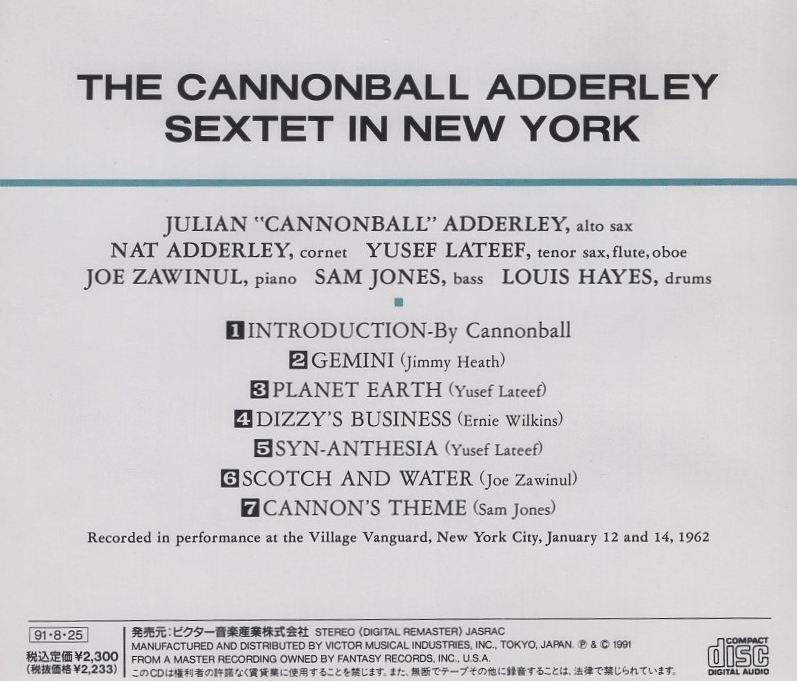 THE CANNONBALL ADDERLEY
SEXTET IN NEW YORK
JULIAN “CANNONBALL” ADDERLEY, alto sax
NAT ADDERLEY, cornet YUSEF LATEEF, tenor sax, flute, oboe
JOE ZAWINUL, piano SAM JONES, bass LOUIS HAYES, drums
1 INTRODUCTION-By Cannonball
2 GEMINI (Jimmy Heath)
3 PLANET EARTH (Yusef Lateef)
4 DIZZY'S BUSINESS (Ernie Wilkins)
5 SYN-ANTHESIA (Yusef Lateef)
6 SCOTCH AND WATER (Joe Zawinul)
7 CANNON'S THEME (Sam Jones)
Recorded in performance at the Village Vanguard, New York City, January 12 and 14, 1962
91·8·25
税込定価¥2,300
(税抜価格¥2,233)
発売元:ビクター音楽産業株式会社 STEREO〈DIGITAL REMASTER〉JASRAC
MANUFACTURED AND DISTRIBUTED BY VICTOR MUSICAL INDUSTRIES, INC., TOKYO, JAPAN. ℗ & © 1991
FROM A MASTER RECORDING OWNED BY FANTASY RECORDS, INC., U.S.A.
このCDは権利者の許諾なく賃貸業に使用することを禁じます。また、無断でテープその他に録音することは、法律で禁じられています。
COMPACT
disc
DIGITAL AUDIO